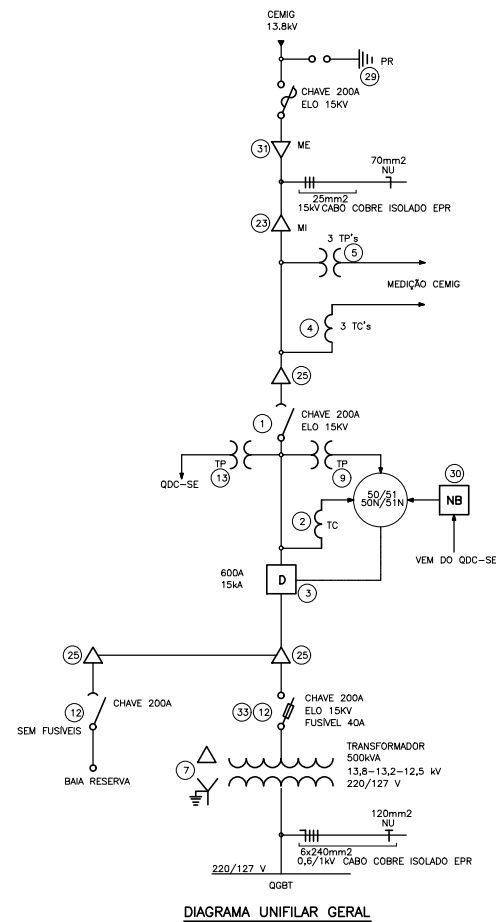 CEMIG
13.8kV
PR
29
CHAVE 200A
ELO 15KV
31
ME
70mm2
NU
25mm2
15kV CABO COBRE ISOLADO EPR
23
MI
3 TP's
5
MEDIÇÃO CEMIG
4
3 TC's
25
1
CHAVE 200A
ELO 15KV
TP
13
TP
9
QDC-SE
50/51
50N/51N
30
NB
2
TC
VEM DO QDC-SE
600A
15kA
D
3
25
25
12
CHAVE 200A
SEM FUSÍVEIS
BAIA RESERVA
33
12
CHAVE 200A
ELO 15KV
FUSÍVEL 40A
7
TRANSFORMADOR
500kVA
13,8-13,2-12,5 kV
220/127 V
120mm2
NU
6x240mm2
0,6/1kV CABO COBRE ISOLADO EPR
220/127 V
QGBT
DIAGRAMA UNIFILAR GERAL